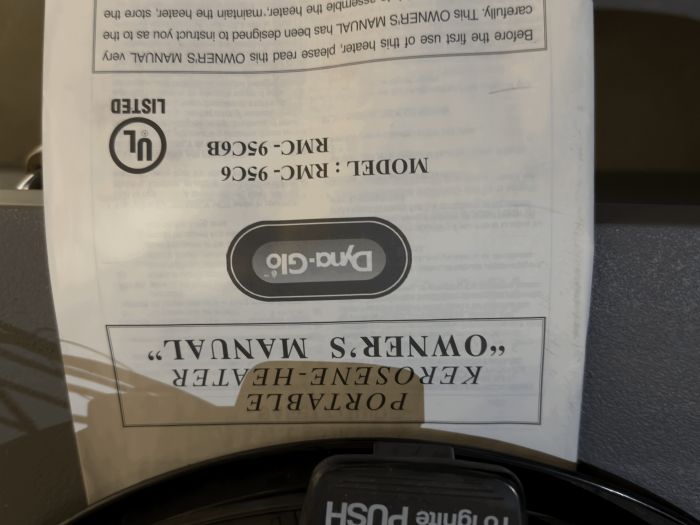 To ignite PUSH
PORTABLE
KEROSENE-HEATER
“OWNER'S MANUAL”
Dyna-Glo
MODEL : RMC-95C6
RMC-95C6B
UL
LISTED
Before the first use of this heater, please read this OWNER'S MANUAL very
carefully. This OWNER'S MANUAL has been designed to instruct you as to the
assemble the heater, maintain the heater, store the